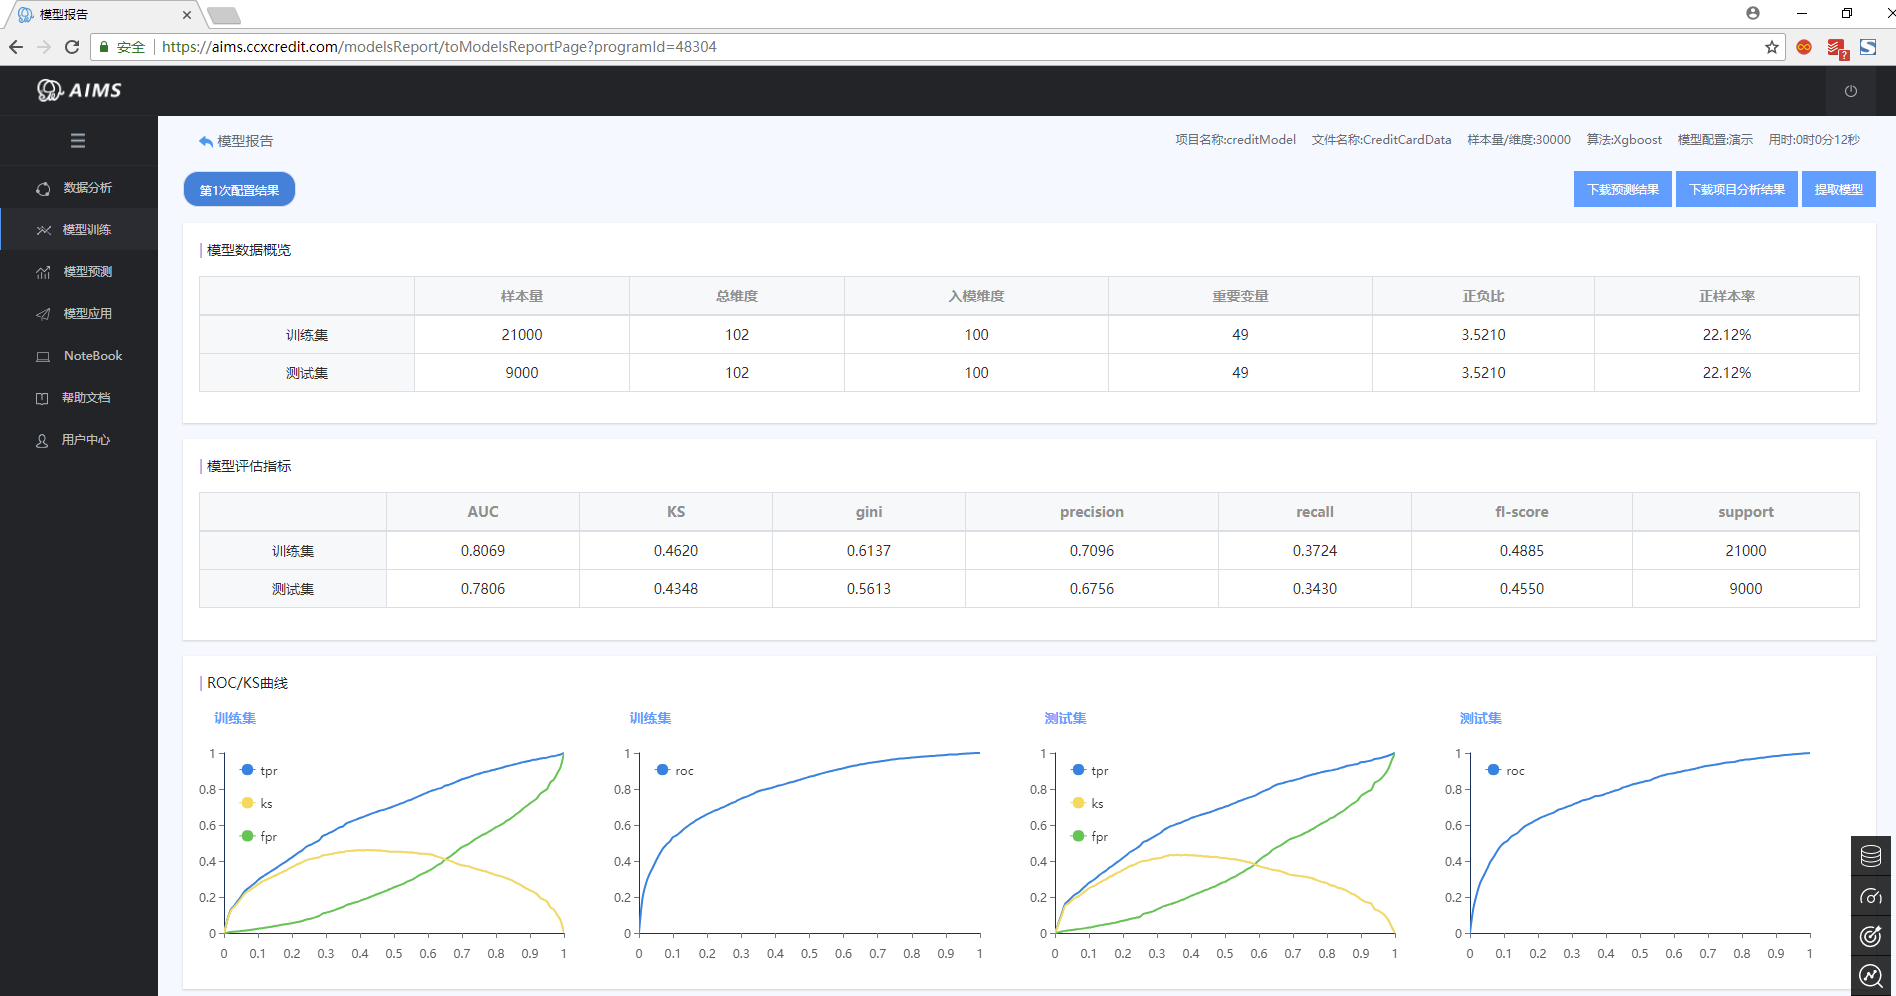 模型报告
安全 https://aims.ccxcredit.com/modelsReport/toModelsReportPage?programId=48304
AIMS
数据分析
模型训练
模型预测
模型应用
NoteBook
帮助文档
用户中心
模型报告 项目名称:creditModel 文件名称:CreditCardData 样本量/维度:30000 算法:Xgboost 模型配置:演示 用时:0时0分12秒
第1次配置结果 下载预测结果 下载项目分析结果 提取模型
模型数据概览
样本量 总维度 入模维度 重要变量 正负比 正样本率
训练集 21000 102 100 49 3.5210 22.12%
测试集 9000 102 100 49 3.5210 22.12%
模型评估指标
AUC KS gini precision recall fl-score support
训练集 0.8069 0.4620 0.6137 0.7096 0.3724 0.4885 21000
测试集 0.7806 0.4348 0.5613 0.6756 0.3430 0.4550 9000
ROC/KS曲线
训练集 训练集 测试集 测试集
1 1 1 1
tpr roc tpr roc
0.8 0.8 0.8 0.8
ks ks
0.6 0.6 0.6 0.6
fpr fpr
0.4 0.4 0.4 0.4
0.2 0.2 0.2 0.2
0 0 0 0
0 0.1 0.2 0.3 0.4 0.5 0.6 0.7 0.8 0.9 1 0 0.1 0.2 0.3 0.4 0.5 0.6 0.7 0.8 0.9 1 0 0.1 0.2 0.3 0.4 0.5 0.6 0.7 0.8 0.9 1 0 0.1 0.2 0.3 0.4 0.5 0.6 0.7 0.8 0.9 1